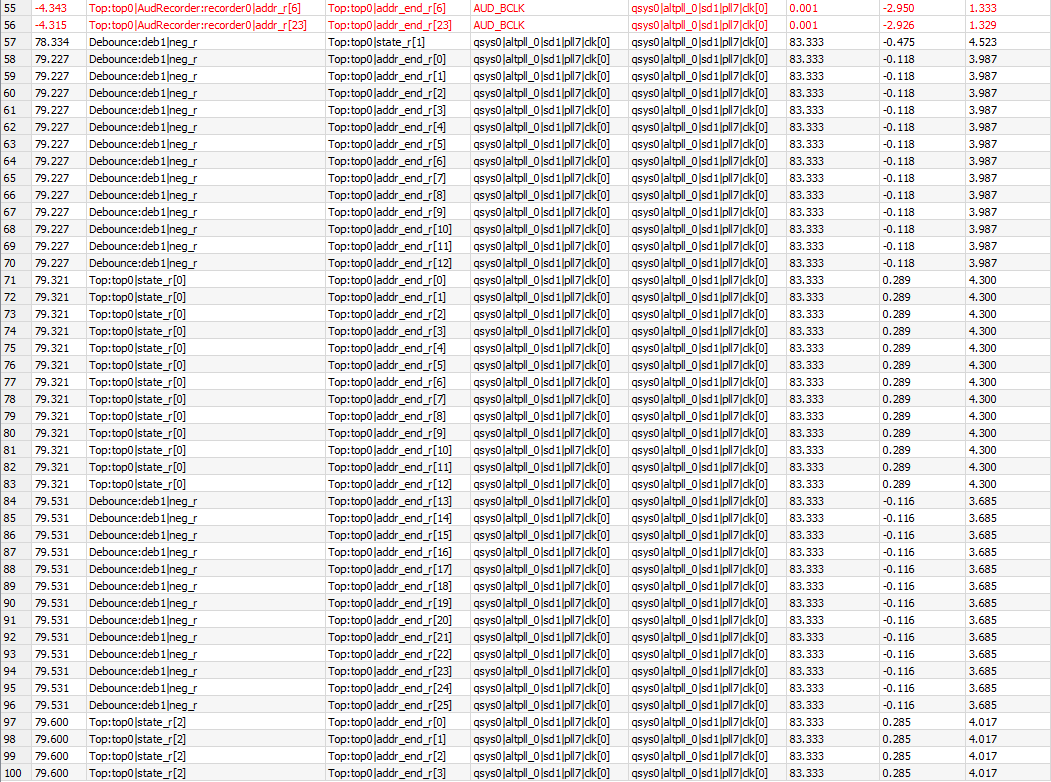 55 -4.343 Top:top0|AudRecorder:recorder0|addr_r[6] Top:top0|addr_end_r[6] AUD_BCLK qsys0|altpll_0|sd1|pll7|clk[0] 0.001 -2.950 1.333
56 -4.315 Top:top0|AudRecorder:recorder0|addr_r[23] Top:top0|addr_end_r[23] AUD_BCLK qsys0|altpll_0|sd1|pll7|clk[0] 0.001 -2.926 1.329
57 78.334 Debounce:deb1|neg_r Top:top0|state_r[1] qsys0|altpll_0|sd1|pll7|clk[0] qsys0|altpll_0|sd1|pll7|clk[0] 83.333 -0.475 4.523
58 79.227 Debounce:deb1|neg_r Top:top0|addr_end_r[0] qsys0|altpll_0|sd1|pll7|clk[0] qsys0|altpll_0|sd1|pll7|clk[0] 83.333 -0.118 3.987
59 79.227 Debounce:deb1|neg_r Top:top0|addr_end_r[1] qsys0|altpll_0|sd1|pll7|clk[0] qsys0|altpll_0|sd1|pll7|clk[0] 83.333 -0.118 3.987
60 79.227 Debounce:deb1|neg_r Top:top0|addr_end_r[2] qsys0|altpll_0|sd1|pll7|clk[0] qsys0|altpll_0|sd1|pll7|clk[0] 83.333 -0.118 3.987
61 79.227 Debounce:deb1|neg_r Top:top0|addr_end_r[3] qsys0|altpll_0|sd1|pll7|clk[0] qsys0|altpll_0|sd1|pll7|clk[0] 83.333 -0.118 3.987
62 79.227 Debounce:deb1|neg_r Top:top0|addr_end_r[4] qsys0|altpll_0|sd1|pll7|clk[0] qsys0|altpll_0|sd1|pll7|clk[0] 83.333 -0.118 3.987
63 79.227 Debounce:deb1|neg_r Top:top0|addr_end_r[5] qsys0|altpll_0|sd1|pll7|clk[0] qsys0|altpll_0|sd1|pll7|clk[0] 83.333 -0.118 3.987
64 79.227 Debounce:deb1|neg_r Top:top0|addr_end_r[6] qsys0|altpll_0|sd1|pll7|clk[0] qsys0|altpll_0|sd1|pll7|clk[0] 83.333 -0.118 3.987
65 79.227 Debounce:deb1|neg_r Top:top0|addr_end_r[7] qsys0|altpll_0|sd1|pll7|clk[0] qsys0|altpll_0|sd1|pll7|clk[0] 83.333 -0.118 3.987
66 79.227 Debounce:deb1|neg_r Top:top0|addr_end_r[8] qsys0|altpll_0|sd1|pll7|clk[0] qsys0|altpll_0|sd1|pll7|clk[0] 83.333 -0.118 3.987
67 79.227 Debounce:deb1|neg_r Top:top0|addr_end_r[9] qsys0|altpll_0|sd1|pll7|clk[0] qsys0|altpll_0|sd1|pll7|clk[0] 83.333 -0.118 3.987
68 79.227 Debounce:deb1|neg_r Top:top0|addr_end_r[10] qsys0|altpll_0|sd1|pll7|clk[0] qsys0|altpll_0|sd1|pll7|clk[0] 83.333 -0.118 3.987
69 79.227 Debounce:deb1|neg_r Top:top0|addr_end_r[11] qsys0|altpll_0|sd1|pll7|clk[0] qsys0|altpll_0|sd1|pll7|clk[0] 83.333 -0.118 3.987
70 79.227 Debounce:deb1|neg_r Top:top0|addr_end_r[12] qsys0|altpll_0|sd1|pll7|clk[0] qsys0|altpll_0|sd1|pll7|clk[0] 83.333 -0.118 3.987
71 79.321 Top:top0|state_r[0] Top:top0|addr_end_r[0] qsys0|altpll_0|sd1|pll7|clk[0] qsys0|altpll_0|sd1|pll7|clk[0] 83.333 0.289 4.300
72 79.321 Top:top0|state_r[0] Top:top0|addr_end_r[1] qsys0|altpll_0|sd1|pll7|clk[0] qsys0|altpll_0|sd1|pll7|clk[0] 83.333 0.289 4.300
73 79.321 Top:top0|state_r[0] Top:top0|addr_end_r[2] qsys0|altpll_0|sd1|pll7|clk[0] qsys0|altpll_0|sd1|pll7|clk[0] 83.333 0.289 4.300
74 79.321 Top:top0|state_r[0] Top:top0|addr_end_r[3] qsys0|altpll_0|sd1|pll7|clk[0] qsys0|altpll_0|sd1|pll7|clk[0] 83.333 0.289 4.300
75 79.321 Top:top0|state_r[0] Top:top0|addr_end_r[4] qsys0|altpll_0|sd1|pll7|clk[0] qsys0|altpll_0|sd1|pll7|clk[0] 83.333 0.289 4.300
76 79.321 Top:top0|state_r[0] Top:top0|addr_end_r[5] qsys0|altpll_0|sd1|pll7|clk[0] qsys0|altpll_0|sd1|pll7|clk[0] 83.333 0.289 4.300
77 79.321 Top:top0|state_r[0] Top:top0|addr_end_r[6] qsys0|altpll_0|sd1|pll7|clk[0] qsys0|altpll_0|sd1|pll7|clk[0] 83.333 0.289 4.300
78 79.321 Top:top0|state_r[0] Top:top0|addr_end_r[7] qsys0|altpll_0|sd1|pll7|clk[0] qsys0|altpll_0|sd1|pll7|clk[0] 83.333 0.289 4.300
79 79.321 Top:top0|state_r[0] Top:top0|addr_end_r[8] qsys0|altpll_0|sd1|pll7|clk[0] qsys0|altpll_0|sd1|pll7|clk[0] 83.333 0.289 4.300
80 79.321 Top:top0|state_r[0] Top:top0|addr_end_r[9] qsys0|altpll_0|sd1|pll7|clk[0] qsys0|altpll_0|sd1|pll7|clk[0] 83.333 0.289 4.300
81 79.321 Top:top0|state_r[0] Top:top0|addr_end_r[10] qsys0|altpll_0|sd1|pll7|clk[0] qsys0|altpll_0|sd1|pll7|clk[0] 83.333 0.289 4.300
82 79.321 Top:top0|state_r[0] Top:top0|addr_end_r[11] qsys0|altpll_0|sd1|pll7|clk[0] qsys0|altpll_0|sd1|pll7|clk[0] 83.333 0.289 4.300
83 79.321 Top:top0|state_r[0] Top:top0|addr_end_r[12] qsys0|altpll_0|sd1|pll7|clk[0] qsys0|altpll_0|sd1|pll7|clk[0] 83.333 0.289 4.300
84 79.531 Debounce:deb1|neg_r Top:top0|addr_end_r[13] qsys0|altpll_0|sd1|pll7|clk[0] qsys0|altpll_0|sd1|pll7|clk[0] 83.333 -0.116 3.685
85 79.531 Debounce:deb1|neg_r Top:top0|addr_end_r[14] qsys0|altpll_0|sd1|pll7|clk[0] qsys0|altpll_0|sd1|pll7|clk[0] 83.333 -0.116 3.685
86 79.531 Debounce:deb1|neg_r Top:top0|addr_end_r[15] qsys0|altpll_0|sd1|pll7|clk[0] qsys0|altpll_0|sd1|pll7|clk[0] 83.333 -0.116 3.685
87 79.531 Debounce:deb1|neg_r Top:top0|addr_end_r[16] qsys0|altpll_0|sd1|pll7|clk[0] qsys0|altpll_0|sd1|pll7|clk[0] 83.333 -0.116 3.685
88 79.531 Debounce:deb1|neg_r Top:top0|addr_end_r[17] qsys0|altpll_0|sd1|pll7|clk[0] qsys0|altpll_0|sd1|pll7|clk[0] 83.333 -0.116 3.685
89 79.531 Debounce:deb1|neg_r Top:top0|addr_end_r[18] qsys0|altpll_0|sd1|pll7|clk[0] qsys0|altpll_0|sd1|pll7|clk[0] 83.333 -0.116 3.685
90 79.531 Debounce:deb1|neg_r Top:top0|addr_end_r[19] qsys0|altpll_0|sd1|pll7|clk[0] qsys0|altpll_0|sd1|pll7|clk[0] 83.333 -0.116 3.685
91 79.531 Debounce:deb1|neg_r Top:top0|addr_end_r[20] qsys0|altpll_0|sd1|pll7|clk[0] qsys0|altpll_0|sd1|pll7|clk[0] 83.333 -0.116 3.685
92 79.531 Debounce:deb1|neg_r Top:top0|addr_end_r[21] qsys0|altpll_0|sd1|pll7|clk[0] qsys0|altpll_0|sd1|pll7|clk[0] 83.333 -0.116 3.685
93 79.531 Debounce:deb1|neg_r Top:top0|addr_end_r[22] qsys0|altpll_0|sd1|pll7|clk[0] qsys0|altpll_0|sd1|pll7|clk[0] 83.333 -0.116 3.685
94 79.531 Debounce:deb1|neg_r Top:top0|addr_end_r[23] qsys0|altpll_0|sd1|pll7|clk[0] qsys0|altpll_0|sd1|pll7|clk[0] 83.333 -0.116 3.685
95 79.531 Debounce:deb1|neg_r Top:top0|addr_end_r[24] qsys0|altpll_0|sd1|pll7|clk[0] qsys0|altpll_0|sd1|pll7|clk[0] 83.333 -0.116 3.685
96 79.531 Debounce:deb1|neg_r Top:top0|addr_end_r[25] qsys0|altpll_0|sd1|pll7|clk[0] qsys0|altpll_0|sd1|pll7|clk[0] 83.333 -0.116 3.685
97 79.600 Top:top0|state_r[2] Top:top0|addr_end_r[0] qsys0|altpll_0|sd1|pll7|clk[0] qsys0|altpll_0|sd1|pll7|clk[0] 83.333 0.285 4.017
98 79.600 Top:top0|state_r[2] Top:top0|addr_end_r[1] qsys0|altpll_0|sd1|pll7|clk[0] qsys0|altpll_0|sd1|pll7|clk[0] 83.333 0.285 4.017
99 79.600 Top:top0|state_r[2] Top:top0|addr_end_r[2] qsys0|altpll_0|sd1|pll7|clk[0] qsys0|altpll_0|sd1|pll7|clk[0] 83.333 0.285 4.017
100 79.600 Top:top0|state_r[2] Top:top0|addr_end_r[3] qsys0|altpll_0|sd1|pll7|clk[0] qsys0|altpll_0|sd1|pll7|clk[0] 83.333 0.285 4.017